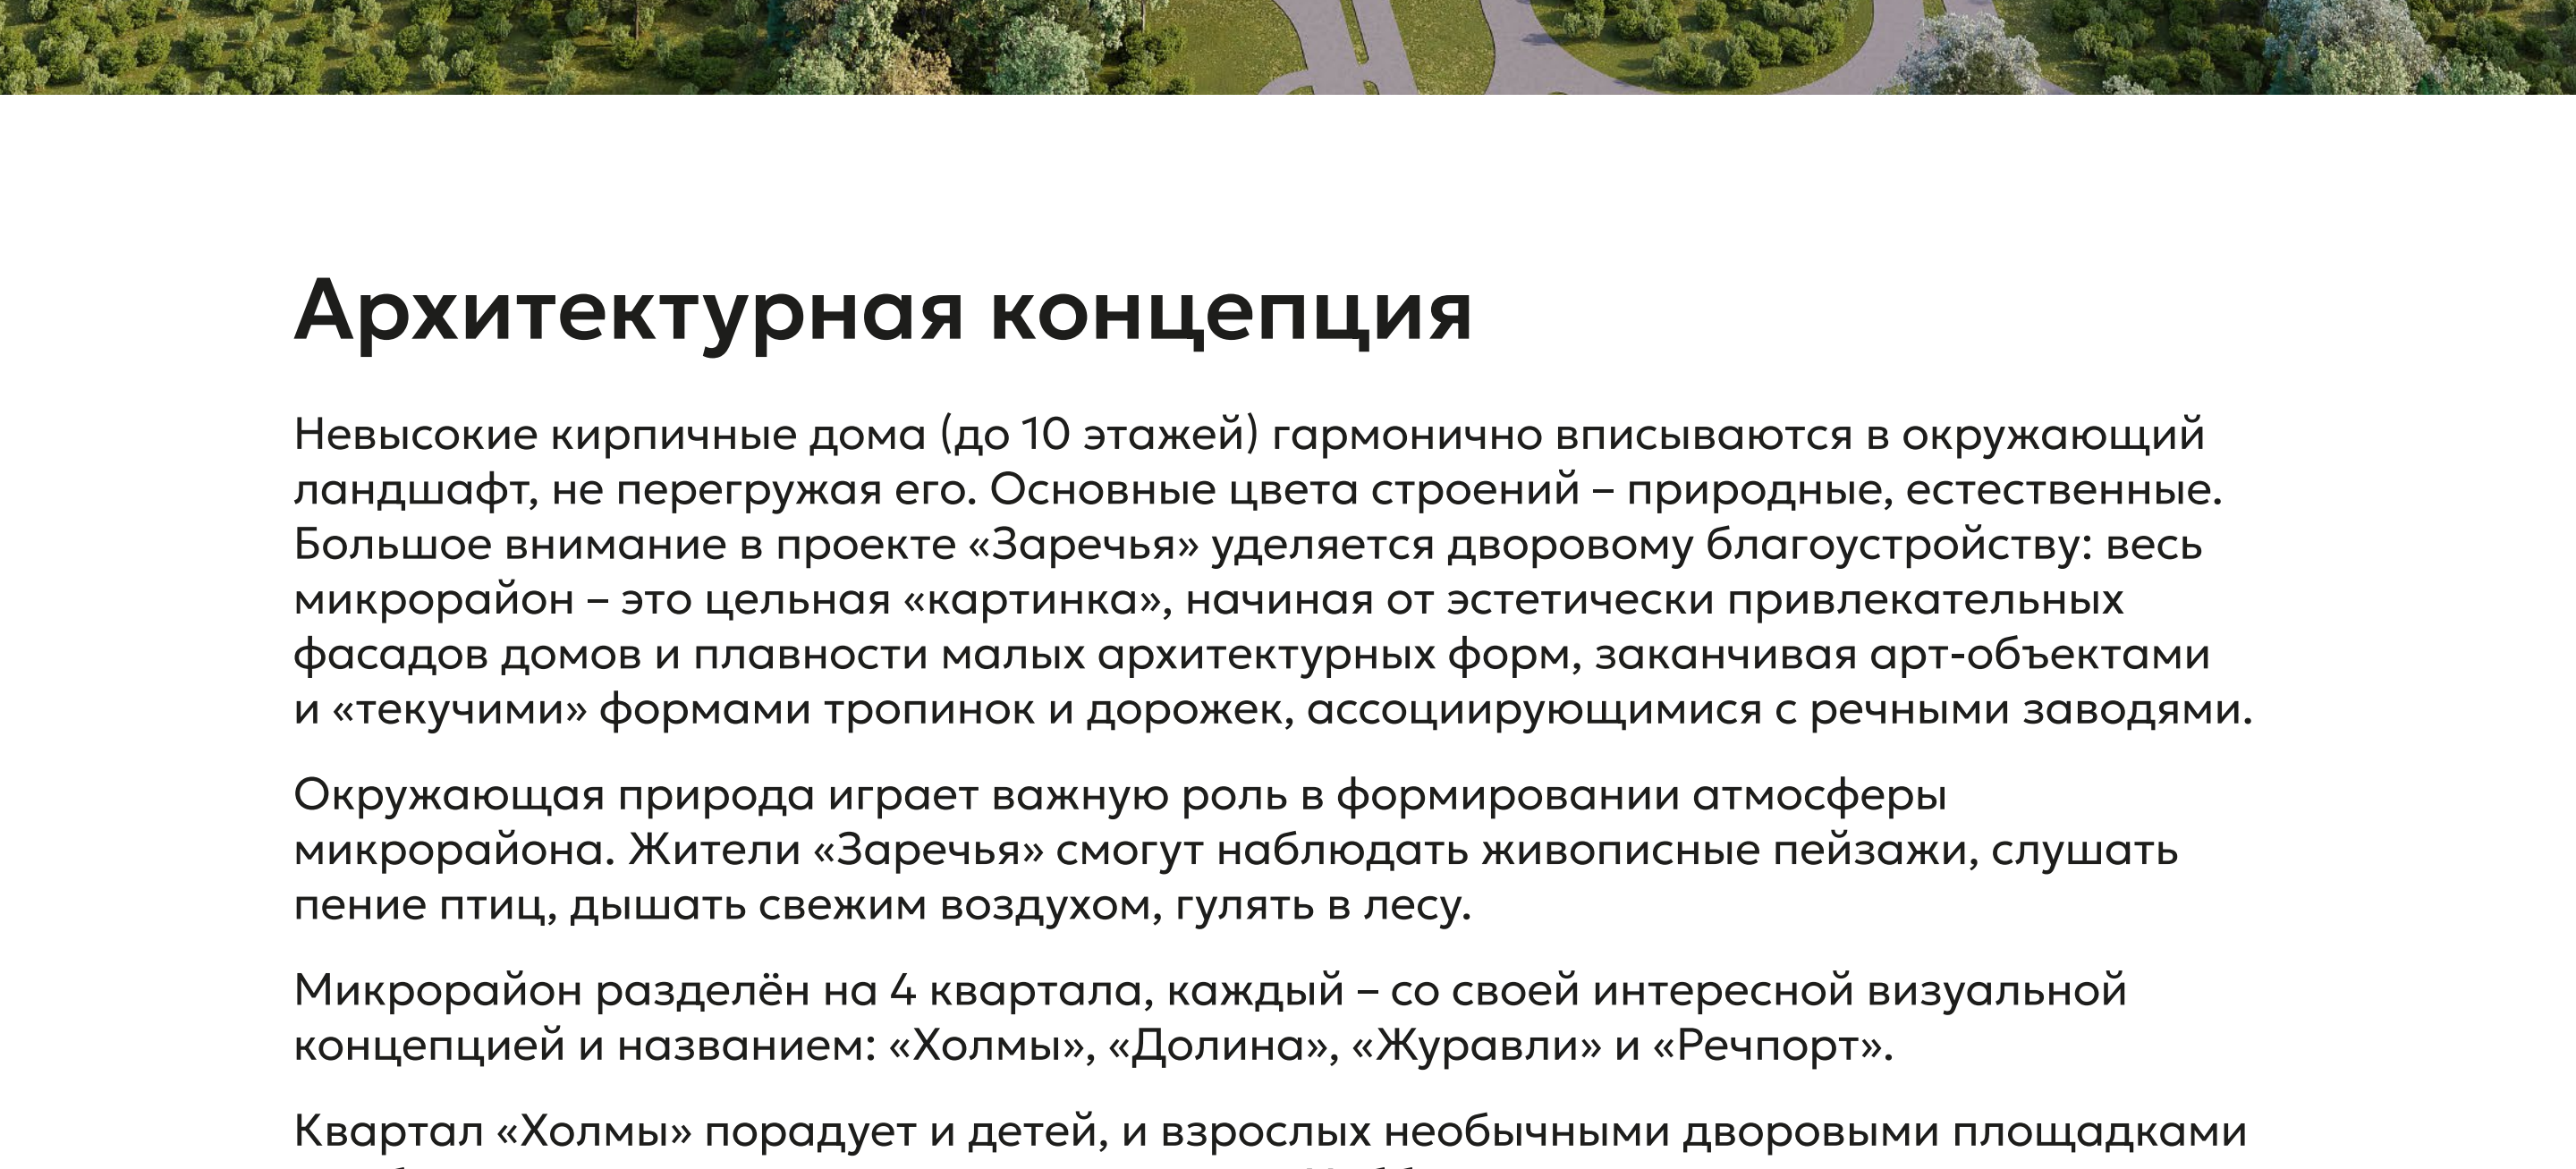 Архитектурная концепция
Невысокие кирпичные дома (до 10 этажей) гармонично вписываются в окружающий
ландшафт, не перегружая его. Основные цвета строений – природные, естественные.
Большое внимание в проекте «Заречья» уделяется дворовому благоустройству: весь
микрорайон – это цельная «картинка», начиная от эстетически привлекательных
фасадов домов и плавности малых архитектурных форм, заканчивая арт-объектами
и «текучими» формами тропинок и дорожек, ассоциирующимися с речными заводями.
Окружающая природа играет важную роль в формировании атмосферы
микрорайона. Жители «Заречья» смогут наблюдать живописные пейзажи, слушать
пение птиц, дышать свежим воздухом, гулять в лесу.
Микрорайон разделён на 4 квартала, каждый – со своей интересной визуальной
концепцией и названием: «Холмы», «Долина», «Журавли» и «Речпорт».
Квартал «Холмы» порадует и детей, и взрослых необычными дворовыми площадками